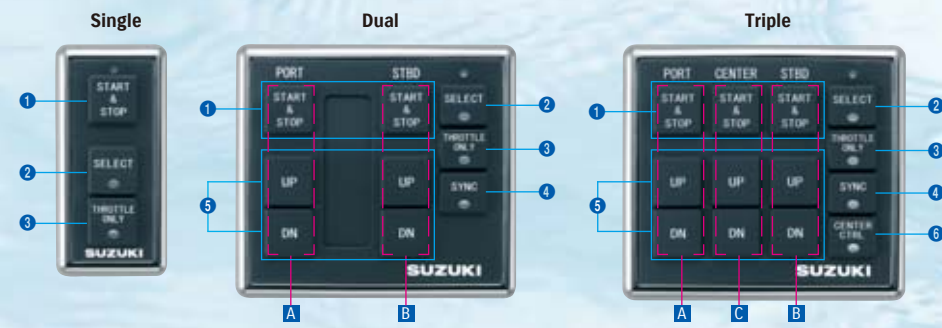 Single
Dual
Triple
1
START
&
STOP
2
SELECT
3
THROTTLE
ONLY
SUZUKI
PORT
STBD
1
START
&
STOP
START
&
STOP
SELECT
2
THROTTLE
ONLY
3
SYNC
4
5
UP
UP
DN
DN
SUZUKI
A
B
PORT
CENTER
STBD
1
START
&
STOP
START
&
STOP
START
&
STOP
SELECT
2
THROTTLE
ONLY
3
SYNC
4
5
UP
UP
UP
DN
DN
DN
CENTER
CTRL
6
SUZUKI
A
C
B